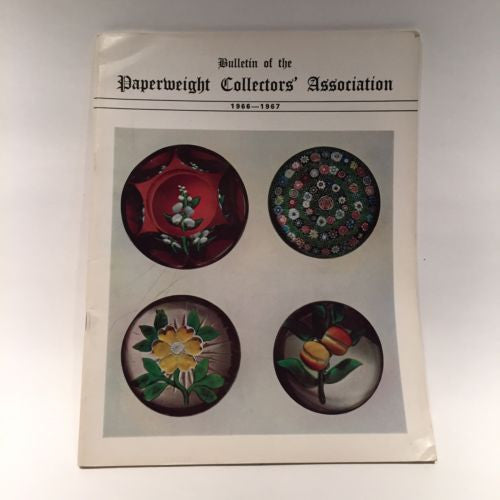 Bulletin of the
Paperweight Collectors' Association
1966—1967